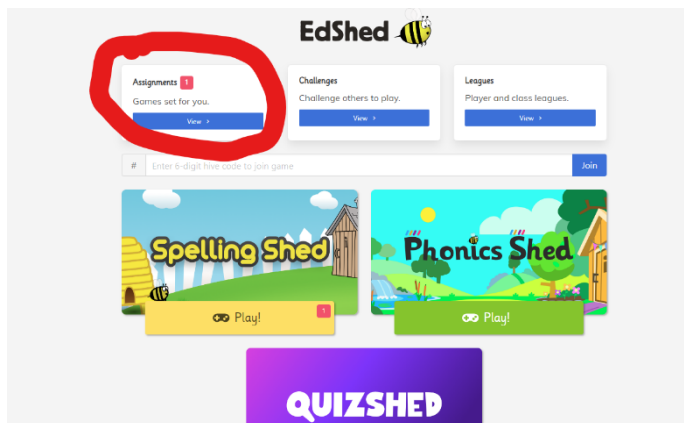 EdShed
Assignments 1
Games set for you.
View >
Challenges
Challenge others to play.
View >
Leagues
Player and class leagues.
View >
# Enter 6-digit hive code to join game Join
Spelling Shed
Play! 1
Phonics Shed
Play!
QUIZSHED